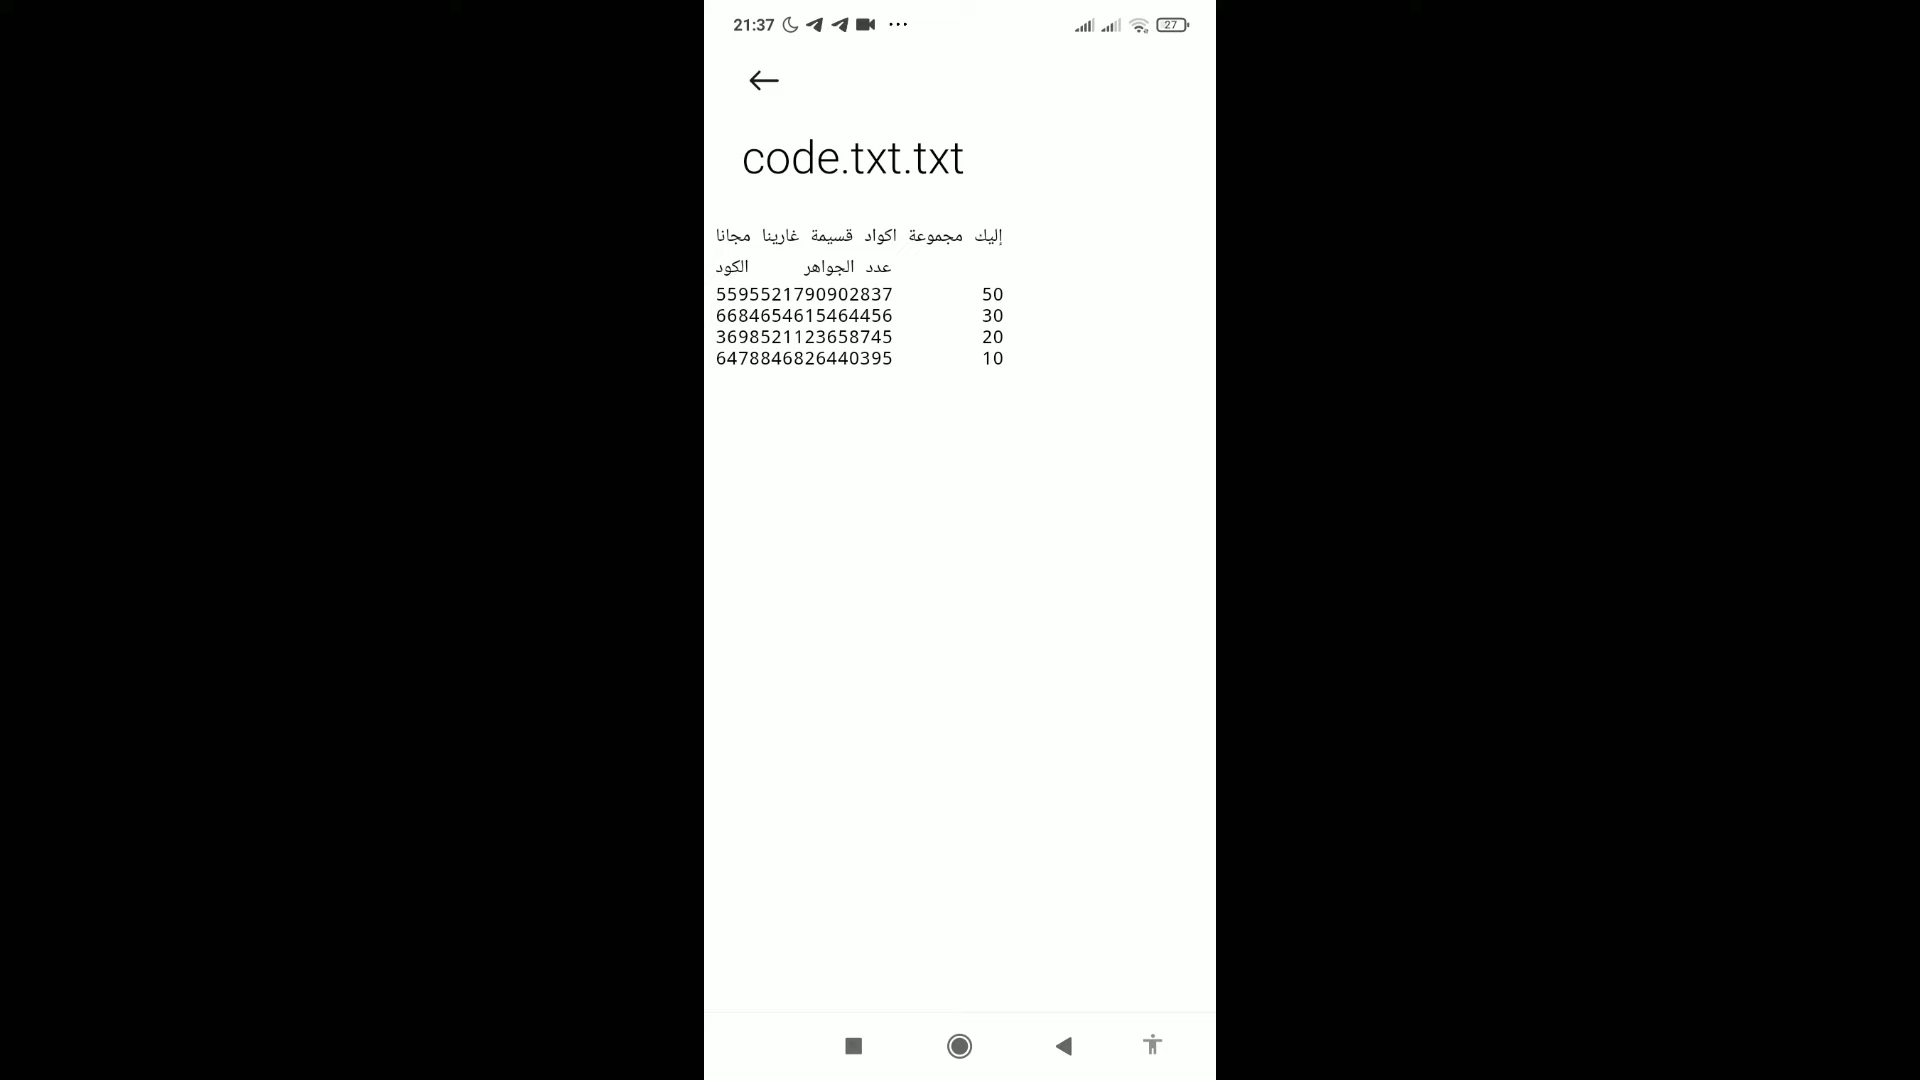 21:37
27
code.txt.txt
إليك مجموعة اكواد قسيمة غارينا مجانا
عدد الجواهر الكود
5595521790902837 50
6684654615464456 30
3698521123658745 20
6478846826440395 10